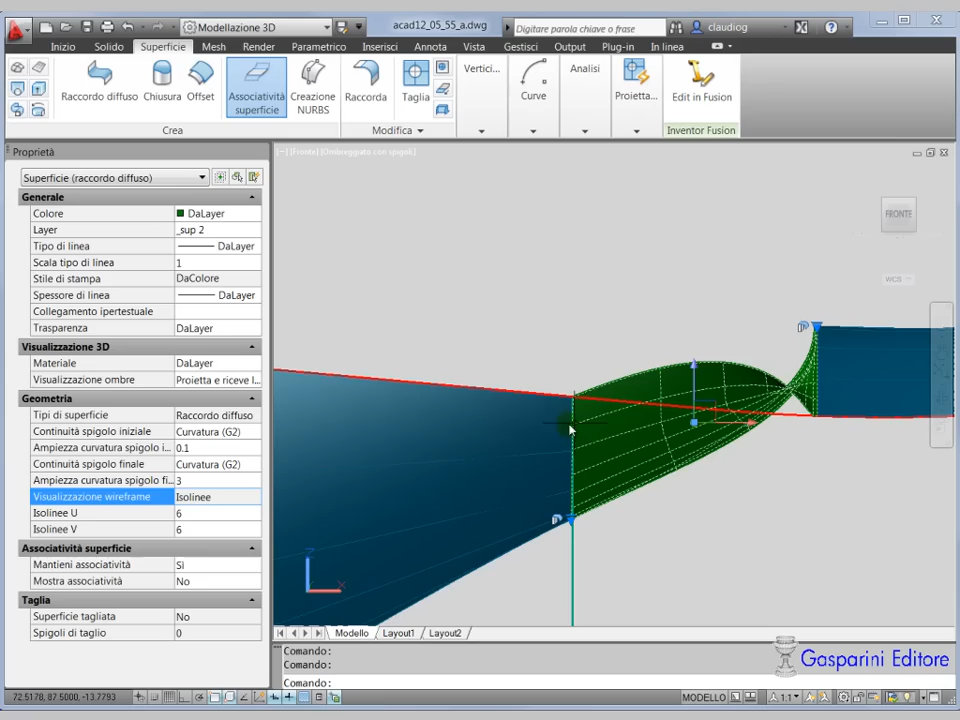 Modellazione 3D
acad12_05_55_a.dwg
Digitare parola chiave o frase
claudiog
Inizio Solido Superficie Mesh Render Parametrico Inserisci Annota Vista Gestisci Output Plug-in In linea
Raccordo diffuso Chiusura Offset Associatività superficie Creazione NURBS Raccorda Taglia Vertici... Curve Analisi Proietta... Edit in Fusion
Crea Modifica Inventor Fusion
Proprietà
[—] [Fronte] [Ombreggiato con spigoli]
Superficie (raccordo diffuso)
Generale
Colore DaLayer
Layer _sup 2
Tipo di linea DaLayer
Scala tipo di linea 1
Stile di stampa DaColore
Spessore di linea DaLayer
Collegamento ipertestuale
Trasparenza DaLayer
Visualizzazione 3D
Materiale DaLayer
Visualizzazione ombre Proietta e riceve l...
Geometria
Tipi di superficie Raccordo diffuso
Continuità spigolo iniziale Curvatura (G2)
Ampiezza curvatura spigolo i... 0.1
Continuità spigolo finale Curvatura (G2)
Ampiezza curvatura spigolo fi... 3
Visualizzazione wireframe Isolinee
Isolinee U 6
Isolinee V 6
Associatività superficie
Mantieni associatività Sì
Mostra associatività No
Taglia
Superficie tagliata No
Spigoli di taglio 0
FRONTE
WCS
Z
X
Modello Layout1 Layout2
Comando:
Comando:
Comando:
Gasparini Editore
72.5178, 87.5000, -13.7793
MODELLO
1:1